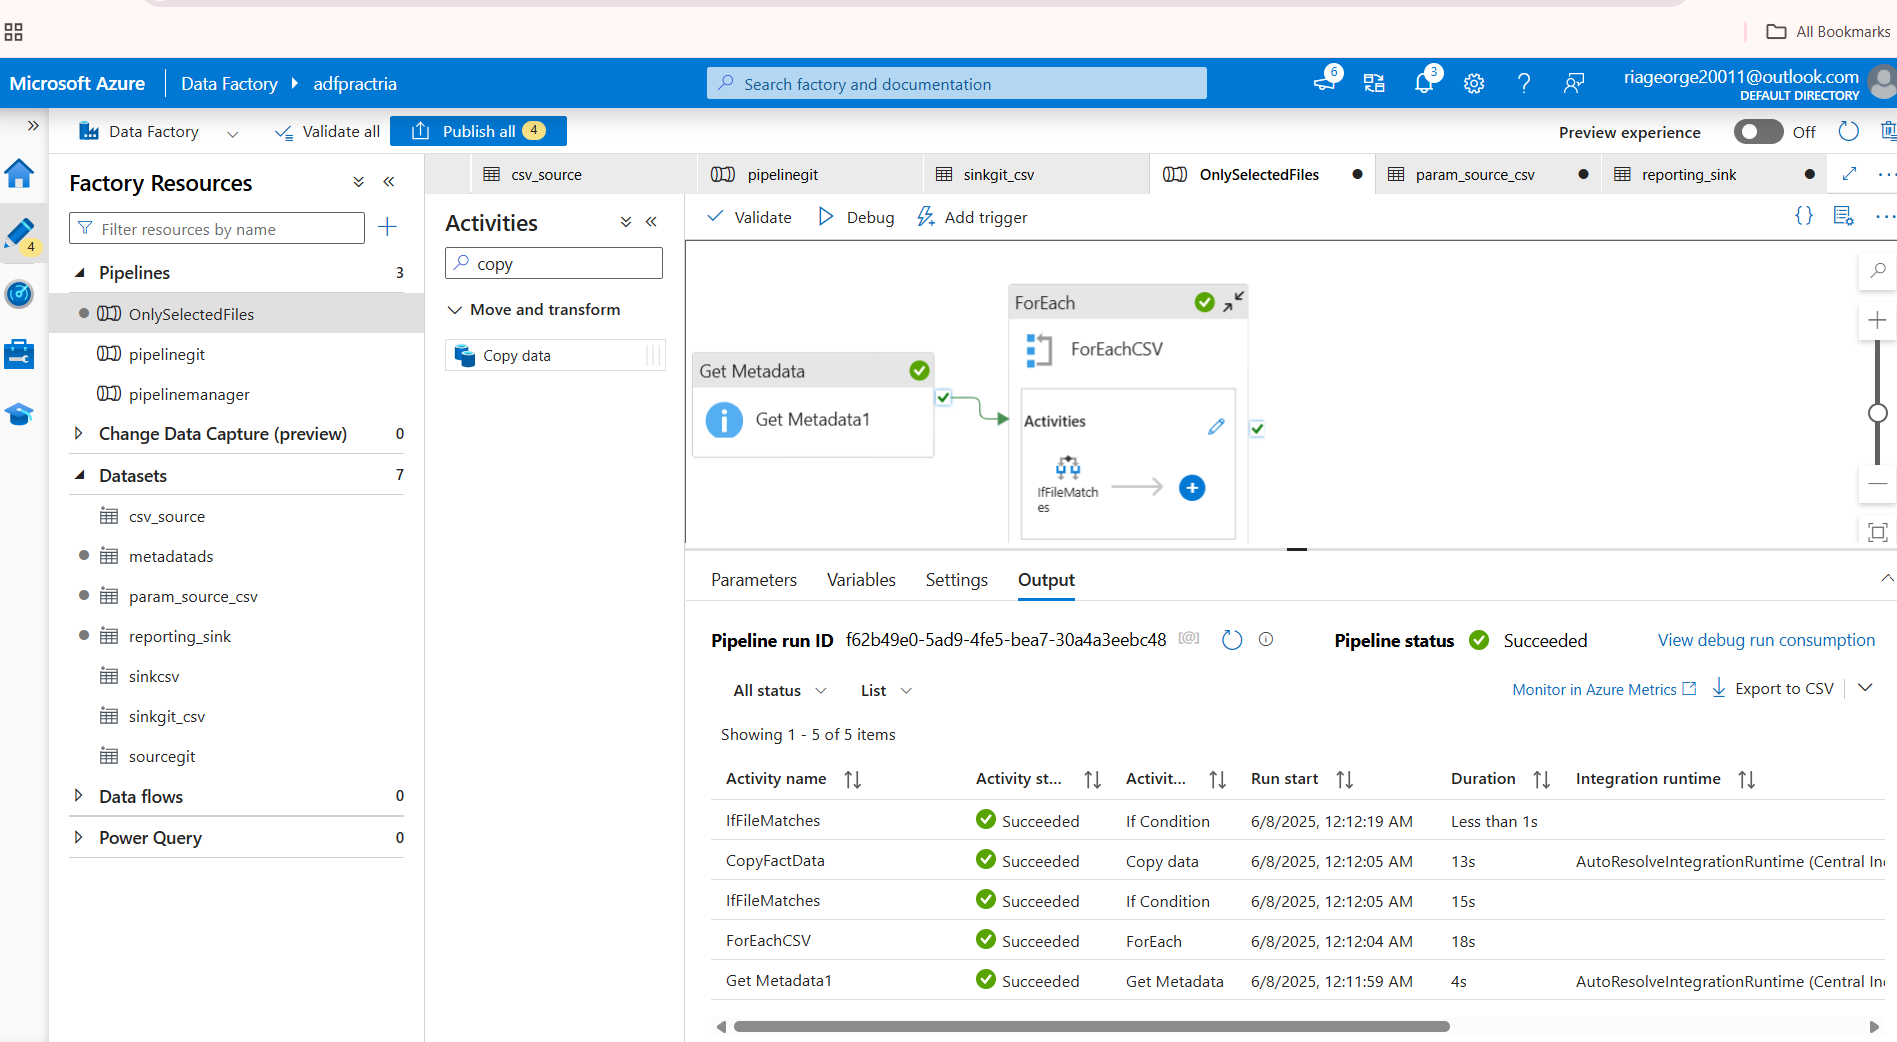 All Bookmarks
Microsoft Azure
Data Factory
adfpractria
Search factory and documentation
6
3
riageorge20011@outlook.com
DEFAULT DIRECTORY
Data Factory
Validate all
Publish all
4
Preview experience
Off
4
Factory Resources
Filter resources by name
Pipelines 3
OnlySelectedFiles
pipelinegit
pipelinemanager
Change Data Capture (preview) 0
Datasets 7
csv_source
metadatads
param_source_csv
reporting_sink
sinkcsv
sinkgit_csv
sourcegit
Data flows 0
Power Query 0
csv_source
pipelinegit
sinkgit_csv
OnlySelectedFiles
param_source_csv
reporting_sink
Activities
copy
Move and transform
Copy data
Validate
Debug
Add trigger
Get Metadata
Get Metadata1
ForEach
ForEachCSV
Activities
IfFileMatch
es
Parameters
Variables
Settings
Output
Pipeline run ID f62b49e0-5ad9-4fe5-bea7-30a4a3eebc48
Pipeline status Succeeded
View debug run consumption
All status
List
Monitor in Azure Metrics
Export to CSV
Showing 1 - 5 of 5 items
Activity name Activity st... Activit... Run start Duration Integration runtime
IfFileMatches Succeeded If Condition 6/8/2025, 12:12:19 AM Less than 1s
CopyFactData Succeeded Copy data 6/8/2025, 12:12:05 AM 13s AutoResolveIntegrationRuntime (Central In
IfFileMatches Succeeded If Condition 6/8/2025, 12:12:05 AM 15s
ForEachCSV Succeeded ForEach 6/8/2025, 12:12:04 AM 18s
Get Metadata1 Succeeded Get Metadata 6/8/2025, 12:11:59 AM 4s AutoResolveIntegrationRuntime (Central In